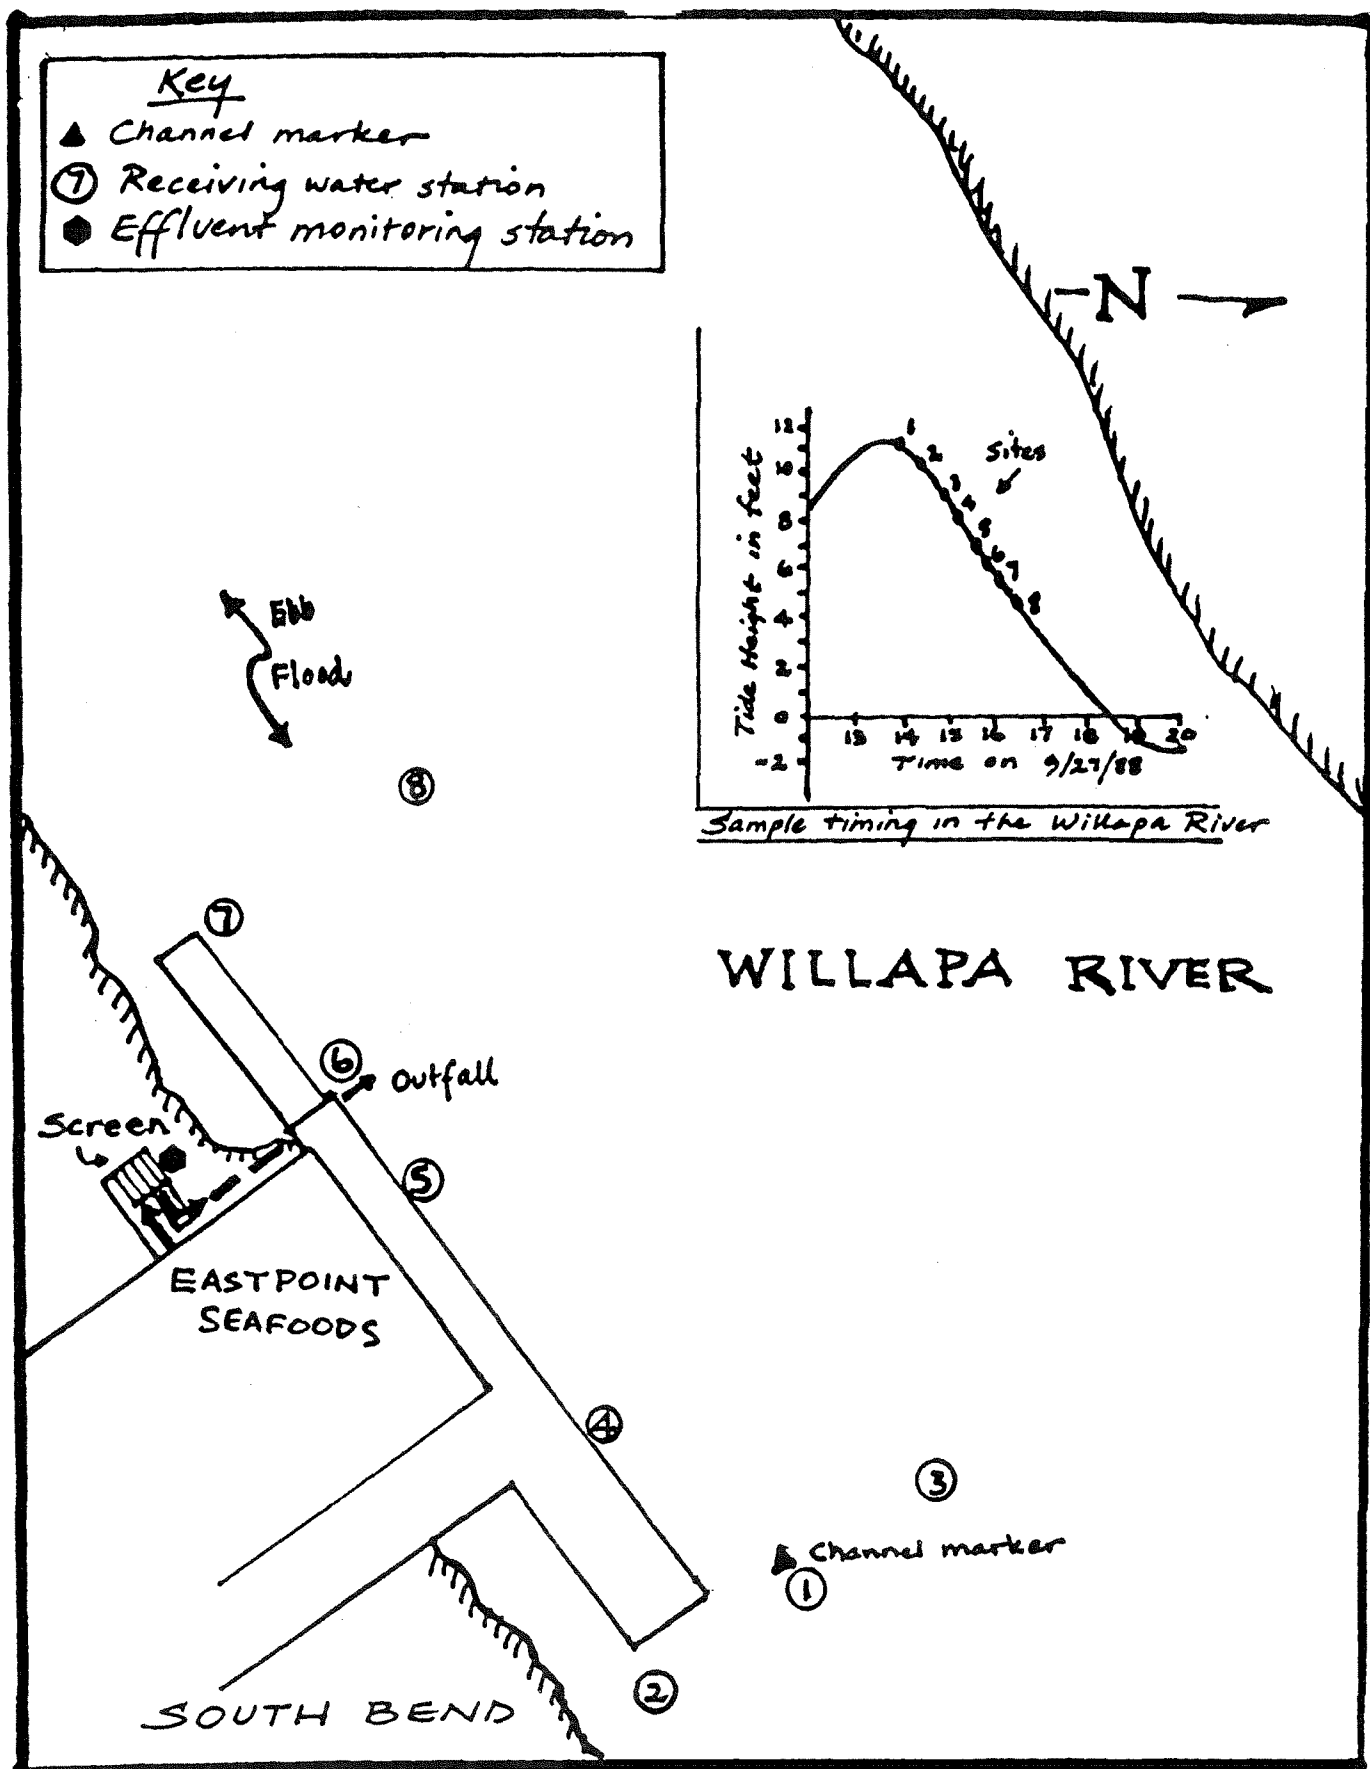 Key
Channel marker
7 Receiving water station
Effluent monitoring station
N
12
10
8
6
4
2
0
-2
Tide Height in feet
1
2
3
4
5
6
7
8
Sites
13 14 15 16 17 18 19 20
Time on 9/27/88
Sample timing in the Willapa River
Ebb
Flood
8
7
WILLAPA RIVER
6
Outfall
Screen
5
EASTPOINT
SEAFOODS
4
3
Channel marker
1
2
SOUTH BEND